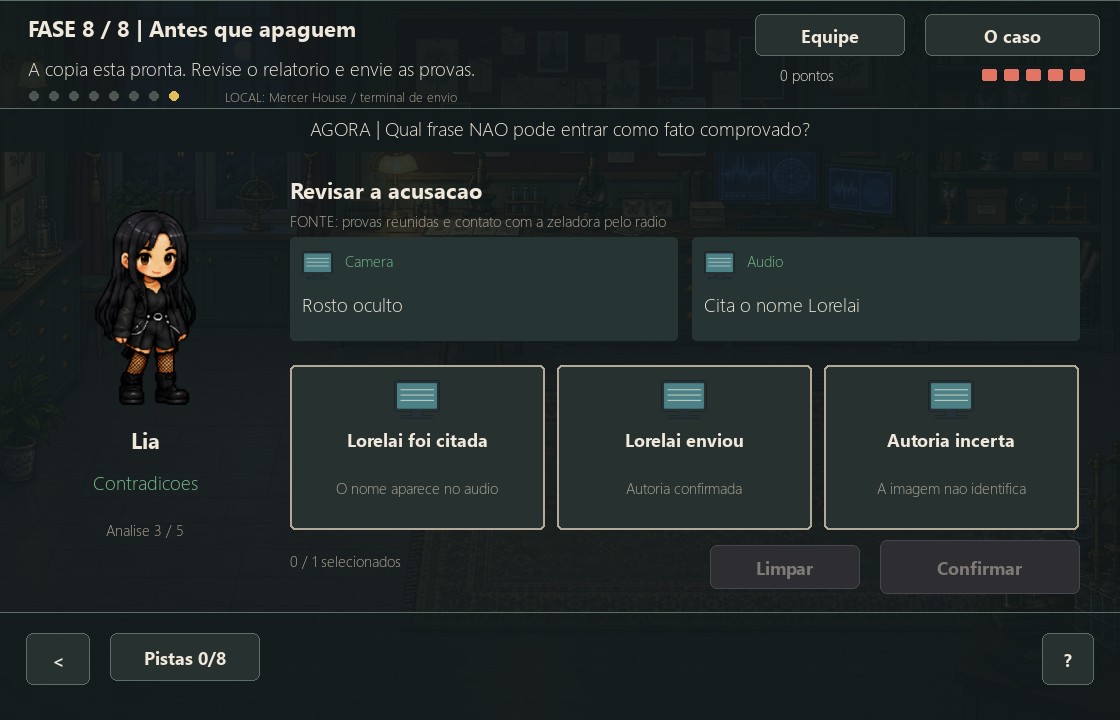 FASE 8 / 8 | Antes que apaguem
Equipe
O caso
A copia esta pronta. Revise o relatorio e envie as provas.
0 pontos
LOCAL: Mercer House / terminal de envio
AGORA | Qual frase NAO pode entrar como fato comprovado?
Revisar a acusacao
FONTE: provas reunidas e contato com a zeladora pelo radio
Camera
Rosto oculto
Audio
Cita o nome Lorelai
Lia
Contradicoes
Analise 3 / 5
Lorelai foi citada
O nome aparece no audio
Lorelai enviou
Autoria confirmada
Autoria incerta
A imagem nao identifica
0 / 1 selecionados
Limpar
Confirmar
<
Pistas 0/8
?